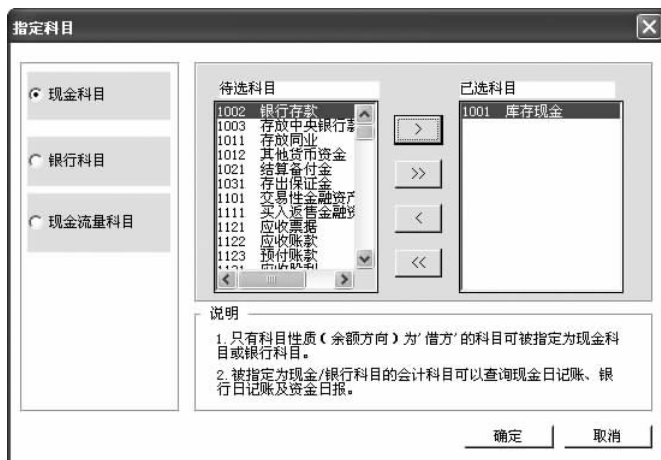 指定科目
现金科目
银行科目
现金流量科目
待选科目
1002 银行存款
1003 存放中央银行款
1011 存放同业
1012 其他货币资金
1021 结算备付金
1031 存出保证金
1101 交易性金融资产
1111 买入返售金融资
1121 应收票据
1122 应收账款
1123 预付账款
1131 应收股利
>
>>
<
<<
已选科目
1001 库存现金
说明
1.只有科目性质(余额方向)为'借方'的科目可被指定为现金科
目或银行科目。
2.被指定为现金/银行科目的会计科目可以查询现金日记账、银
行日记账及资金日报。
确定
取消